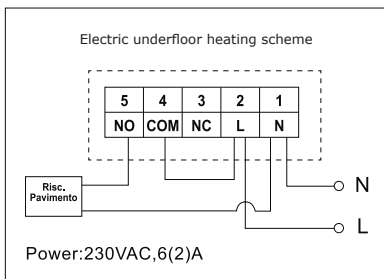 Electric underfloor heating scheme
5 4 3 2 1
NO COM NC L N
Risc.
Pavimento
N
L
Power:230VAC,6(2)A